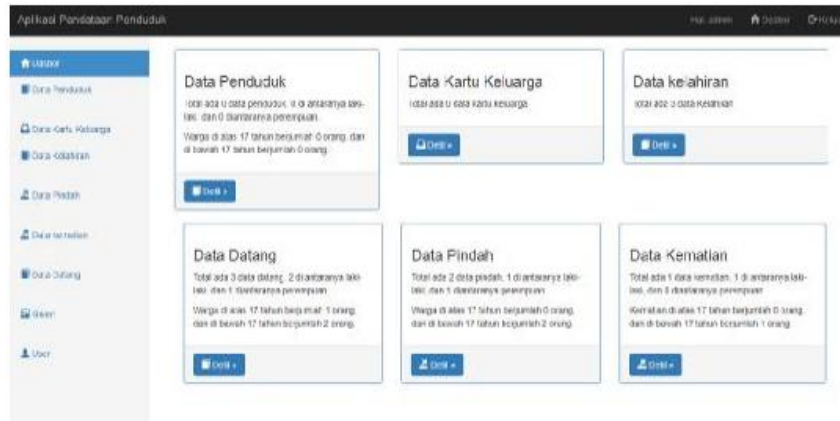 Aplikasi Pendataan Penduduk
Hai, admin Dasbor Keluar
Dasbor
Data Penduduk
Data Kartu Keluarga
Data Kelahiran
Data Pindah
Data kematian
Data Datang
User
Data Penduduk
Total ada 0 data penduduk, 0 di antaranya laki-
laki, dan 0 diantaranya perempuan.
Warga di atas 17 tahun berjumlah 0 orang, dan
di bawah 17 tahun berjumlah 0 orang.
Detil »
Data Kartu Keluarga
Total ada 0 data kartu keluarga
Detil »
Data kelahiran
Total ada 3 data Kelahiran
Detil »
Data Datang
Total ada 3 data datang, 2 di antaranya laki-
laki, dan 1 diantaranya perempuan
Warga di atas 17 tahun berjumlah 1 orang,
dan di bawah 17 tahun berjumlah 2 orang.
Detil »
Data Pindah
Total ada 2 data pindah, 1 di antaranya laki-
laki, dan 1 diantaranya perempuan
Warga di atas 17 tahun berjumlah 0 orang,
dan di bawah 17 tahun berjumlah 2 orang.
Detil »
Data Kematian
Total ada 1 data kematian, 1 di antaranya laki-
laki, dan 0 diantaranya perempuan
Kematian di atas 17 tahun berjumlah 0 orang,
dan di bawah 17 tahun berjumlah 1 orang.
Detil »